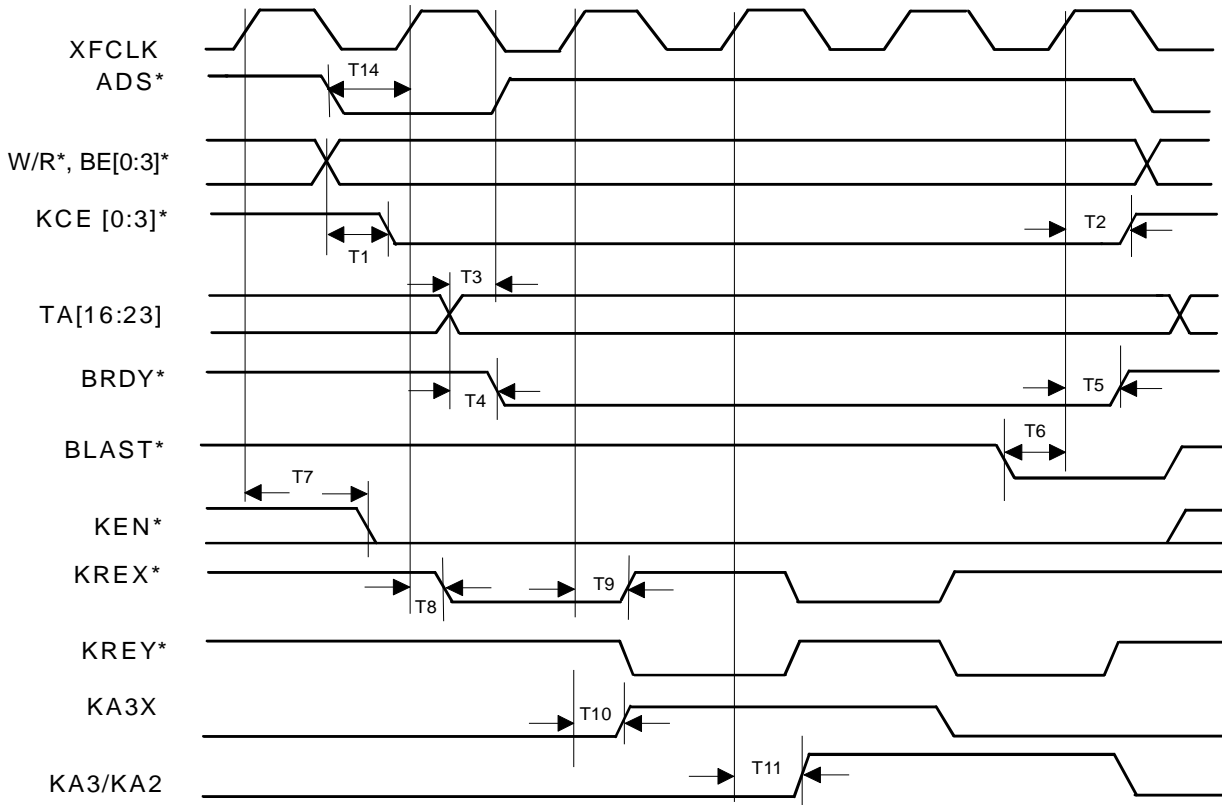 XFCLK
T14
ADS*
W/R*, BE[0:3]*
KCE [0:3]*
T1
T2
T3
TA[16:23]
BRDY*
T4
T5
BLAST*
T6
T7
KEN*
KREX*
T8
T9
KREY*
KA3X
T10
KA3/KA2
T11